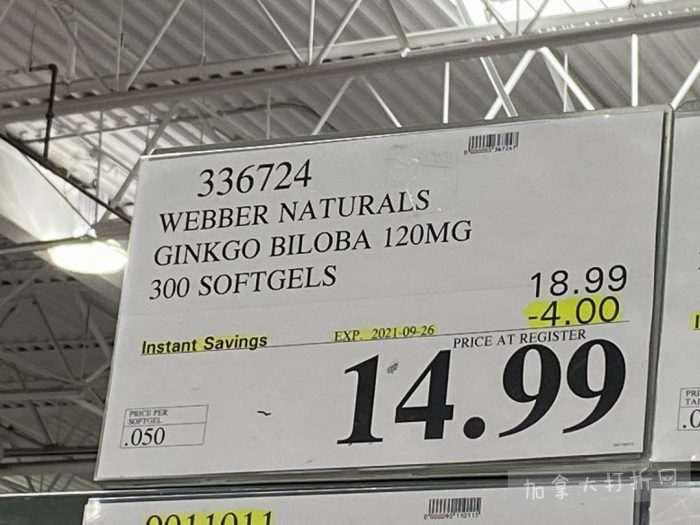 336724
WEBBER NATURALS
GINKGO BILOBA 120MG
300 SOFTGELS
18.99
-4.00
Instant Savings
EXP. 2021-09-26
PRICE AT REGISTER
14.99
PRICE PER
SOFTGEL
.050
加拿大打折网